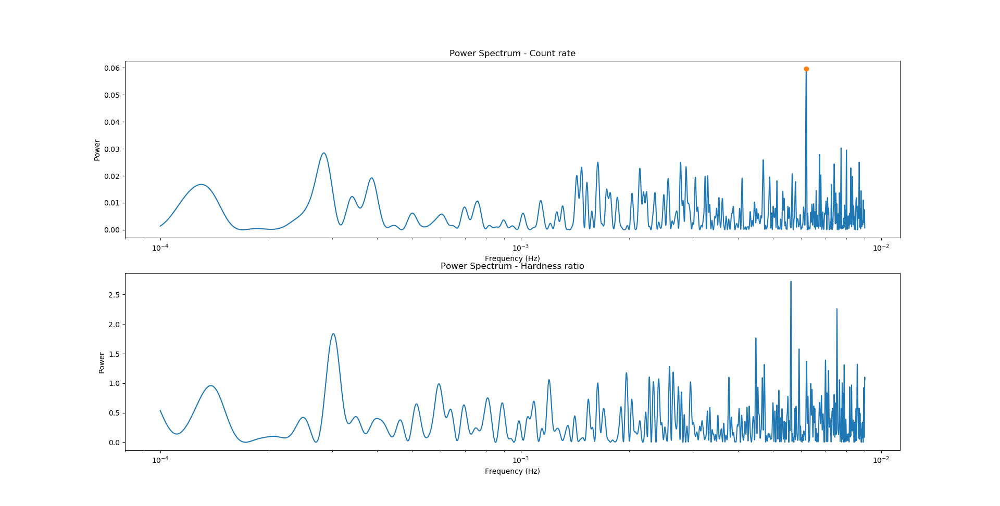 Power Spectrum - Count rate
0.06
0.05
0.04
0.03
0.02
0.01
0.00
Power
10⁻⁴ 10⁻³ 10⁻²
Frequency (Hz)
Power Spectrum - Hardness ratio
2.5
2.0
1.5
1.0
0.5
0.0
Power
10⁻⁴ 10⁻³ 10⁻²
Frequency (Hz)